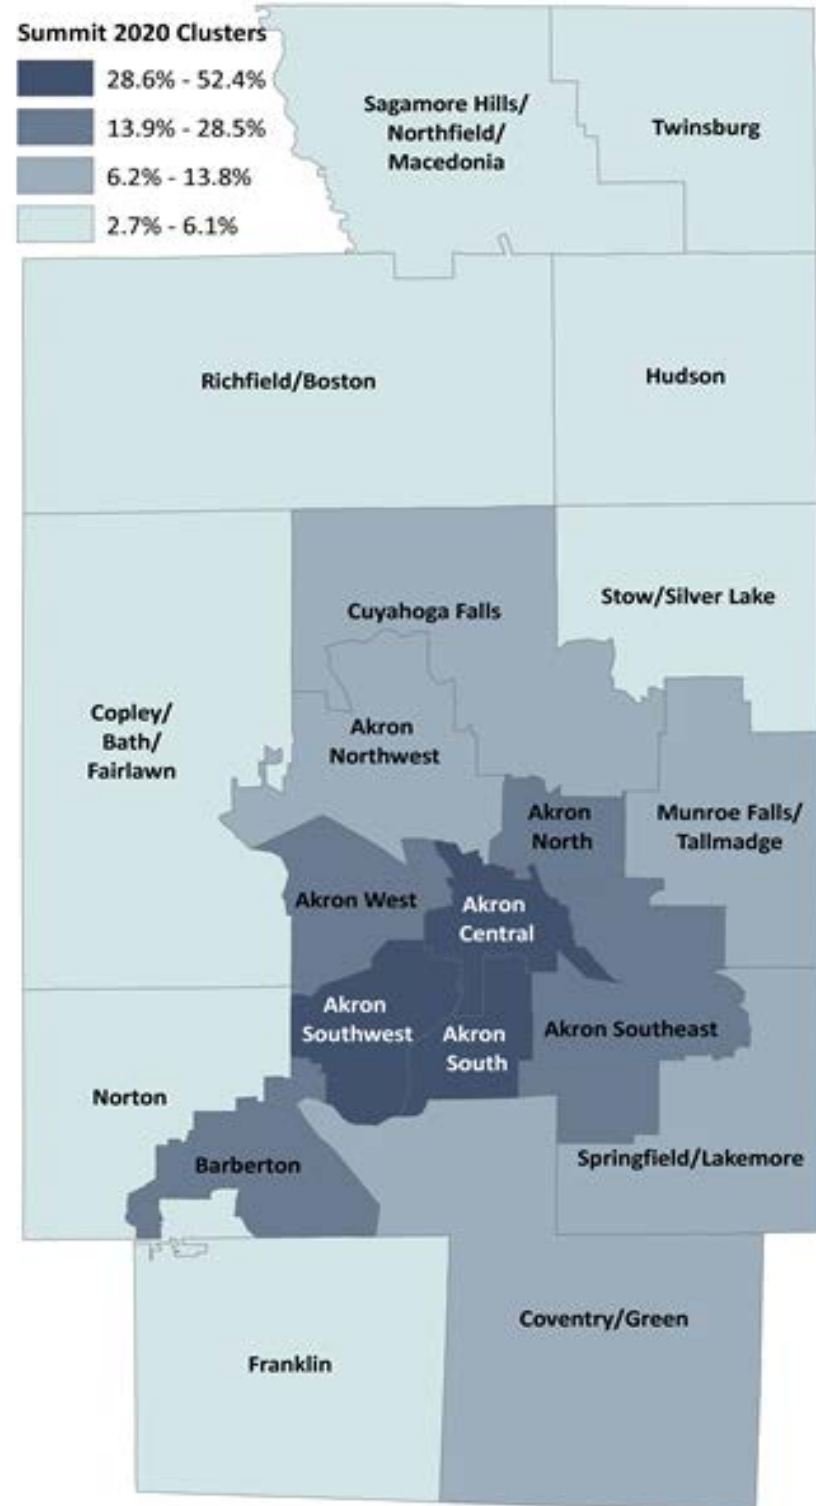 Summit 2020 Clusters
28.6% - 52.4%
13.9% - 28.5%
6.2% - 13.8%
2.7% - 6.1%
Sagamore Hills/
Northfield/
Macedonia
Twinsburg
Richfield/Boston
Hudson
Cuyahoga Falls
Stow/Silver Lake
Copley/
Bath/
Fairlawn
Akron
Northwest
Akron
North
Munroe Falls/
Tallmadge
Akron West
Akron
Central
Akron
Southwest
Akron
South
Akron Southeast
Norton
Barberton
Springfield/Lakemore
Coventry/Green
Franklin